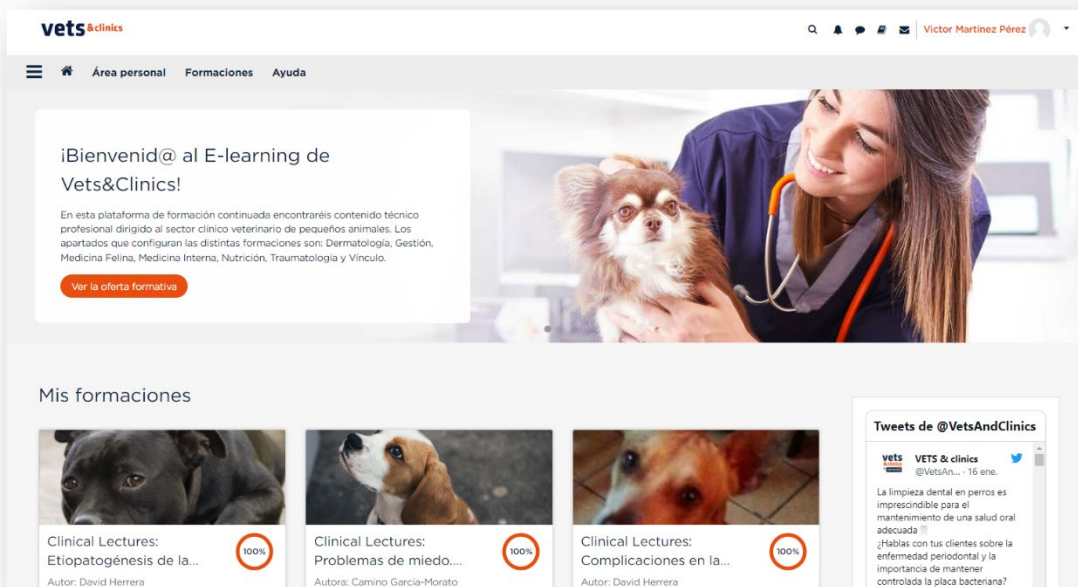 vets &clinics
Victor Martínez Pérez
Área personal Formaciones Ayuda
¡Bienvenid@ al E-learning de
Vets&Clinics!
En esta plataforma de formación continuada encontraréis contenido técnico
profesional dirigido al sector clínico veterinario de pequeños animales. Los
apartados que configuran las distintas formaciones son: Dermatología, Gestión,
Medicina Felina, Medicina Interna, Nutrición, Traumatología y Vínculo.
Ver la oferta formativa
Mis formaciones
Clinical Lectures:
Etiopatogénesis de la...
100%
Autor: David Herrera
Clinical Lectures:
Problemas de miedo....
100%
Autora: Camino García-Morato
Clinical Lectures:
Complicaciones en la...
100%
Autor: David Herrera
Tweets de @VetsAndClinics
vets
VETS & clinics
@VetsAn... · 16 ene.
La limpieza dental en perros es
imprescindible para el
mantenimiento de una salud oral
adecuada
¿Hablas con tus clientes sobre la
enfermedad periodontal y la
importancia de mantener
controlada la placa bacteriana?